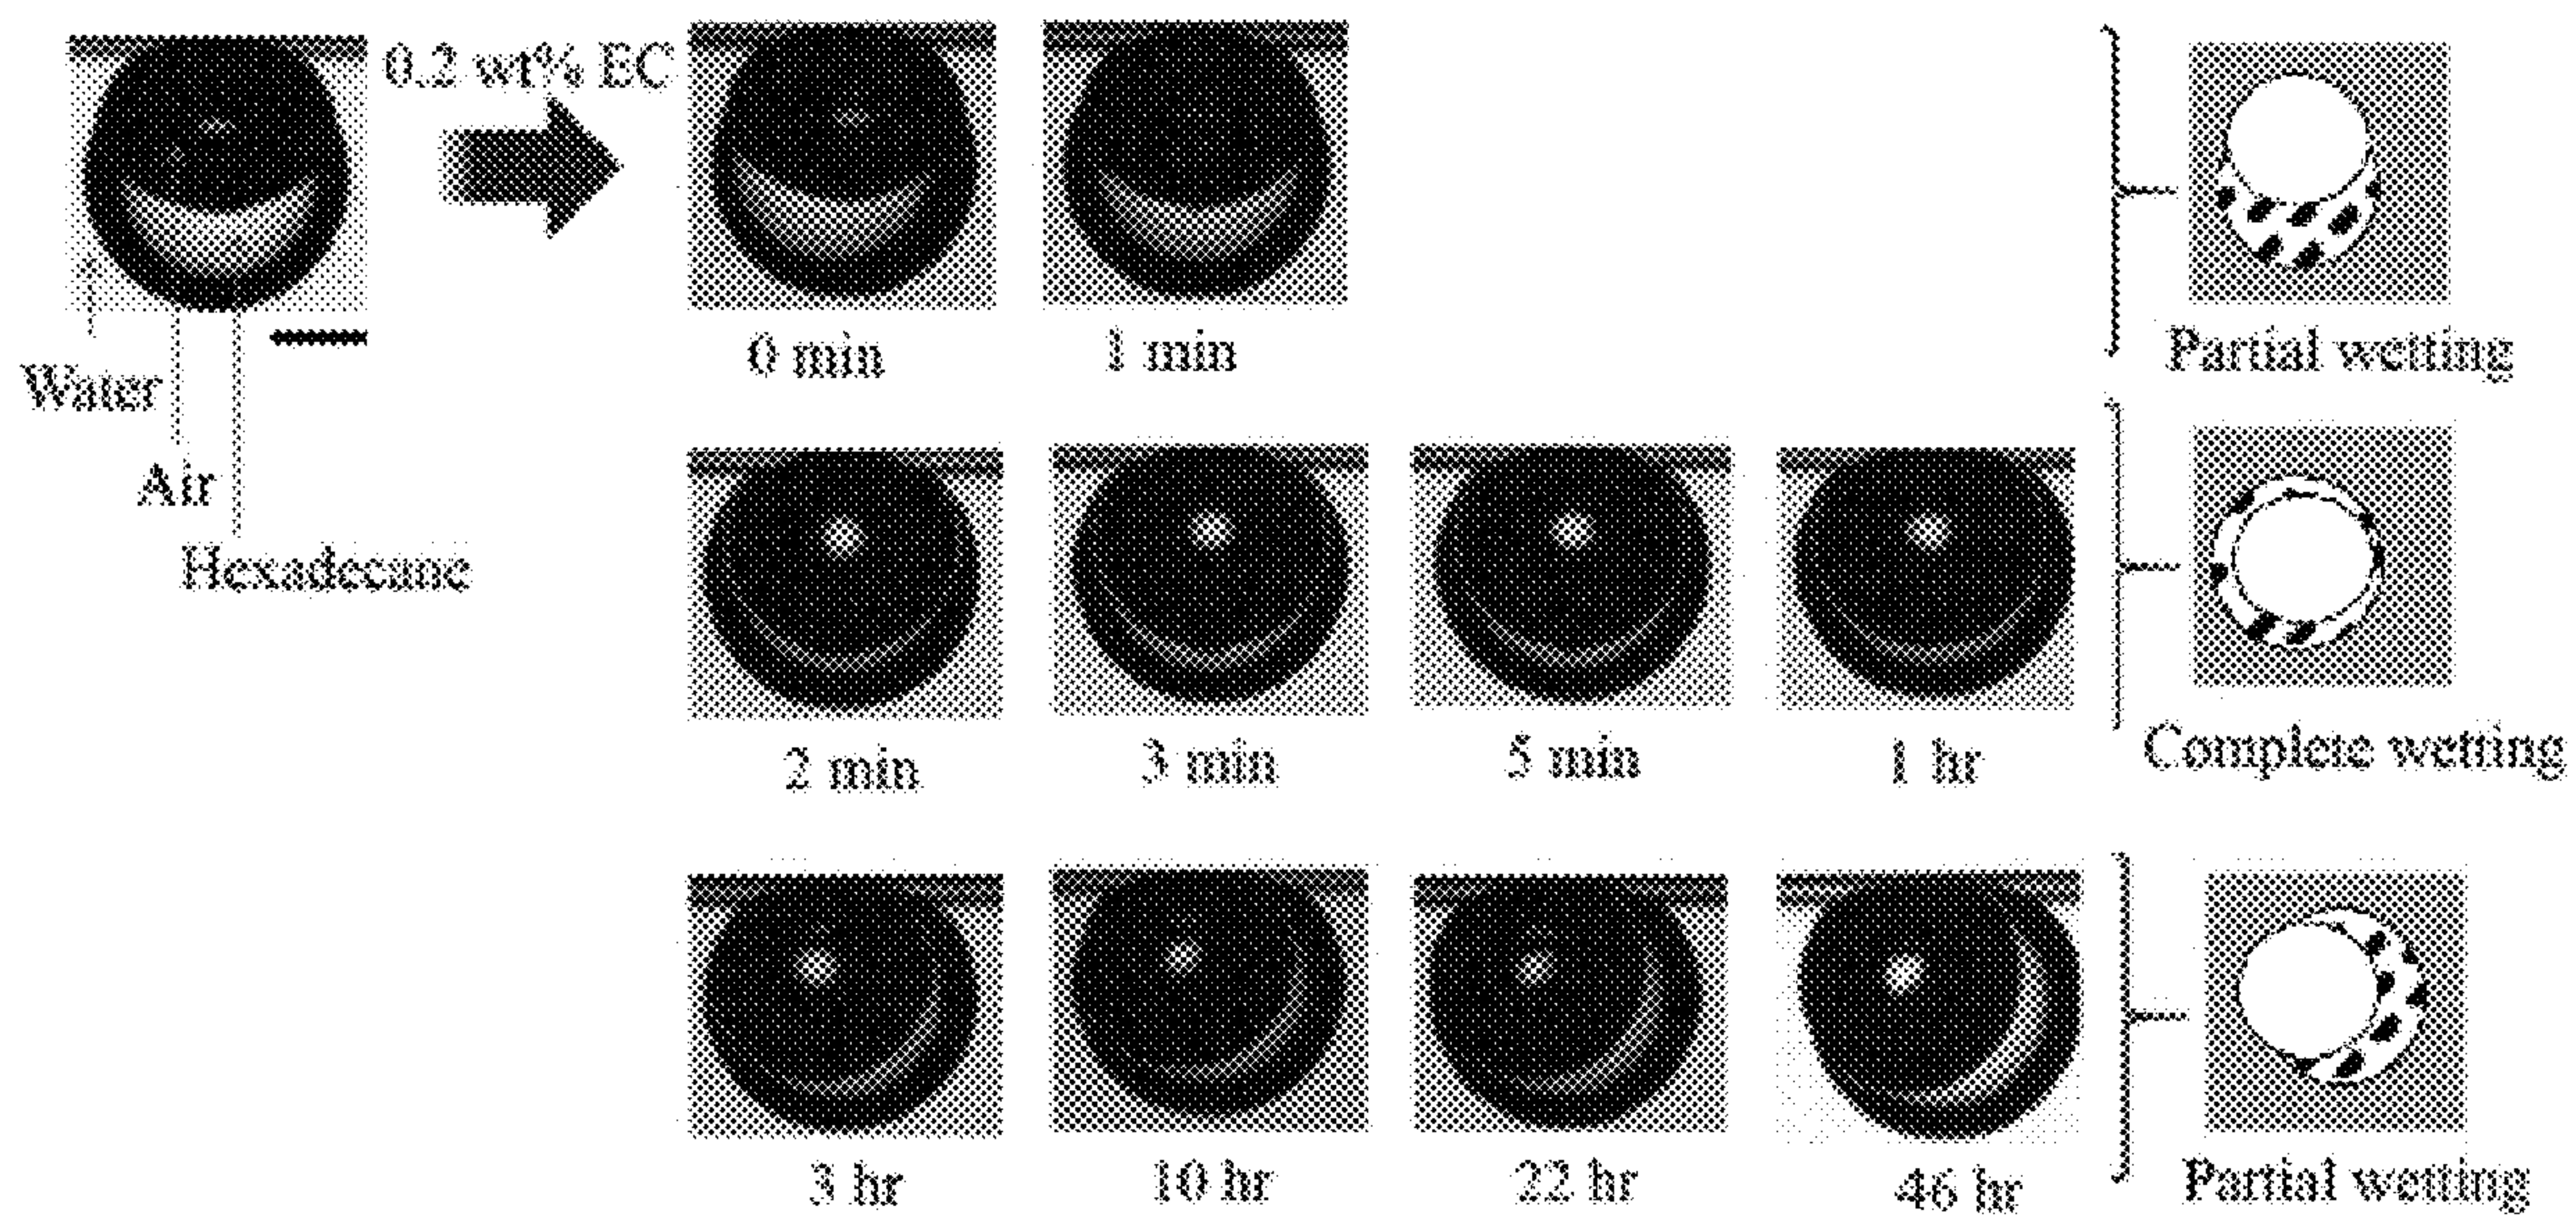 0.2 wt% EC
Water
Air
Hexadecane
0 min
1 min
Partial wetting
2 min
3 min
5 min
1 hr
Complete wetting
3 hr
10 hr
22 hr
46 hr
Partial wetting